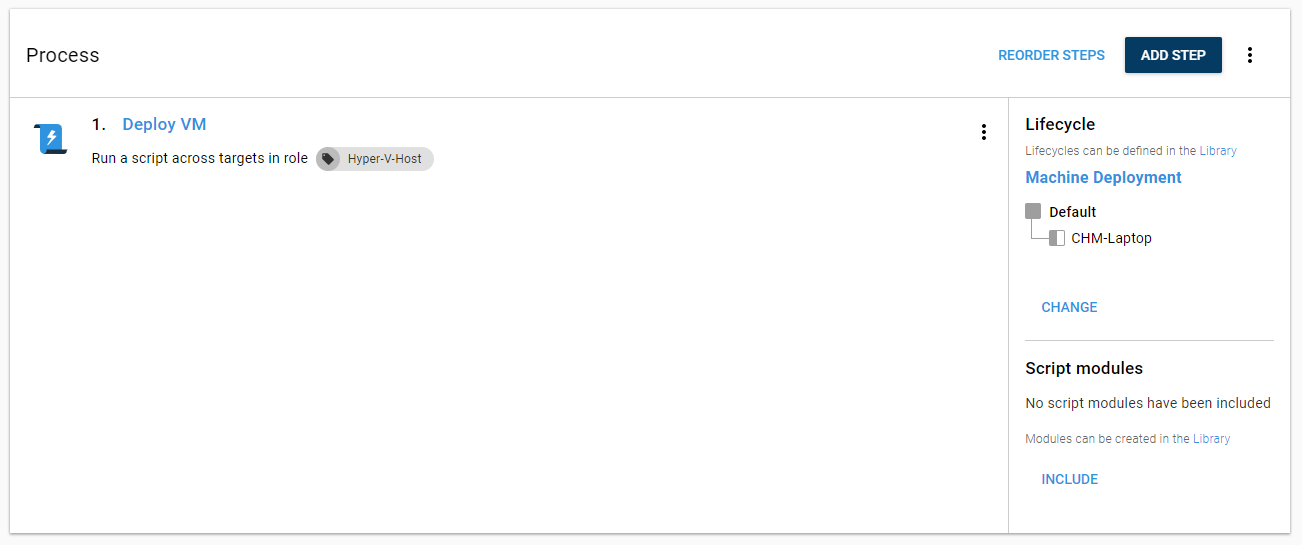 Process
REORDER STEPS
ADD STEP
1. Deploy VM
Run a script across targets in role Hyper-V-Host
Lifecycle
Lifecycles can be defined in the Library
Machine Deployment
Default
CHM-Laptop
CHANGE
Script modules
No script modules have been included
Modules can be created in the Library
INCLUDE